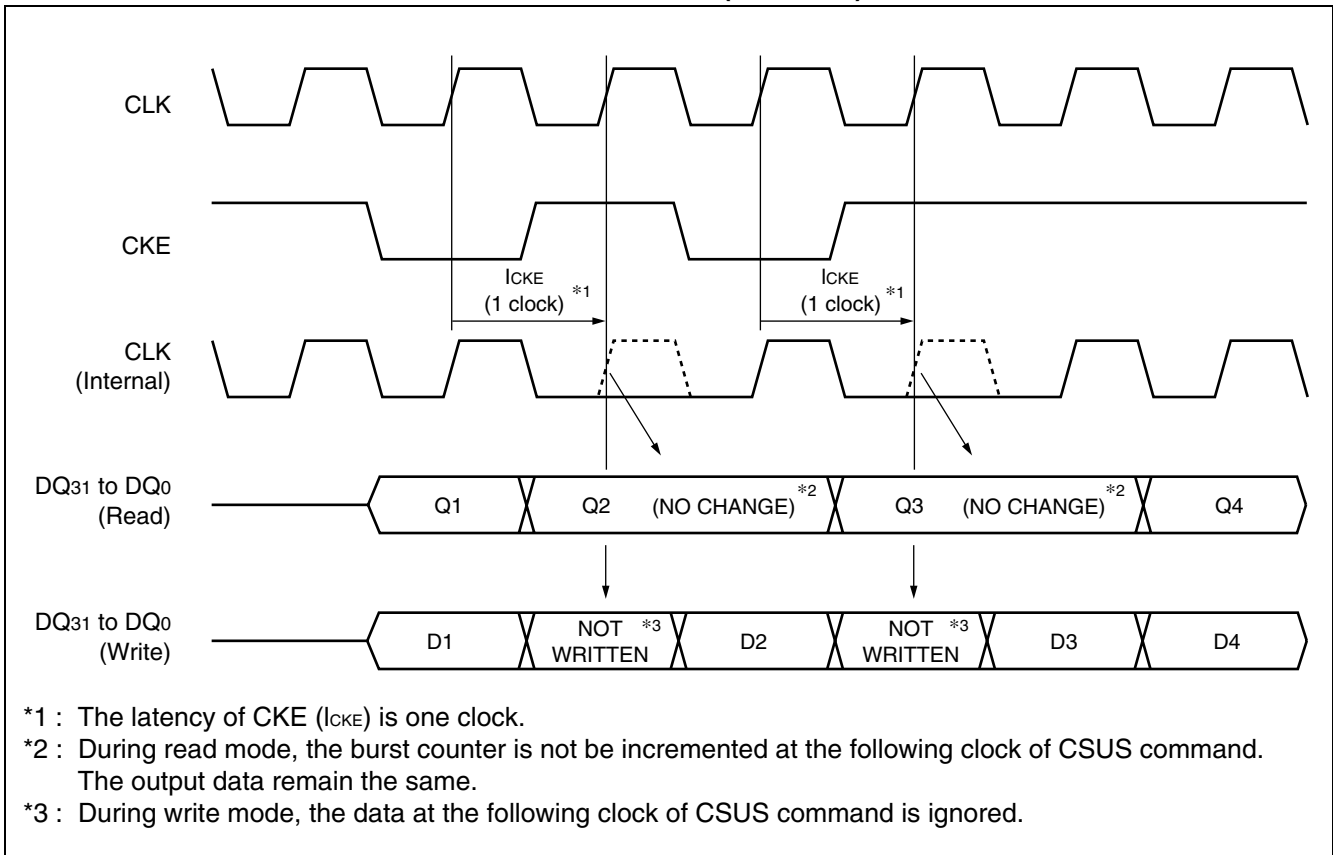 CLK
CKE
ICKE
(1 clock) *1
ICKE
(1 clock) *1
CLK
(Internal)
DQ31 to DQ0
(Read)
Q1
Q2 (NO CHANGE) *2
Q3 (NO CHANGE) *2
Q4
DQ31 to DQ0
(Write)
D1
NOT *3
WRITTEN
D2
NOT *3
WRITTEN
D3
D4
*1 : The latency of CKE (ICKE) is one clock.
*2 : During read mode, the burst counter is not be incremented at the following clock of CSUS command.
The output data remain the same.
*3 : During write mode, the data at the following clock of CSUS command is ignored.